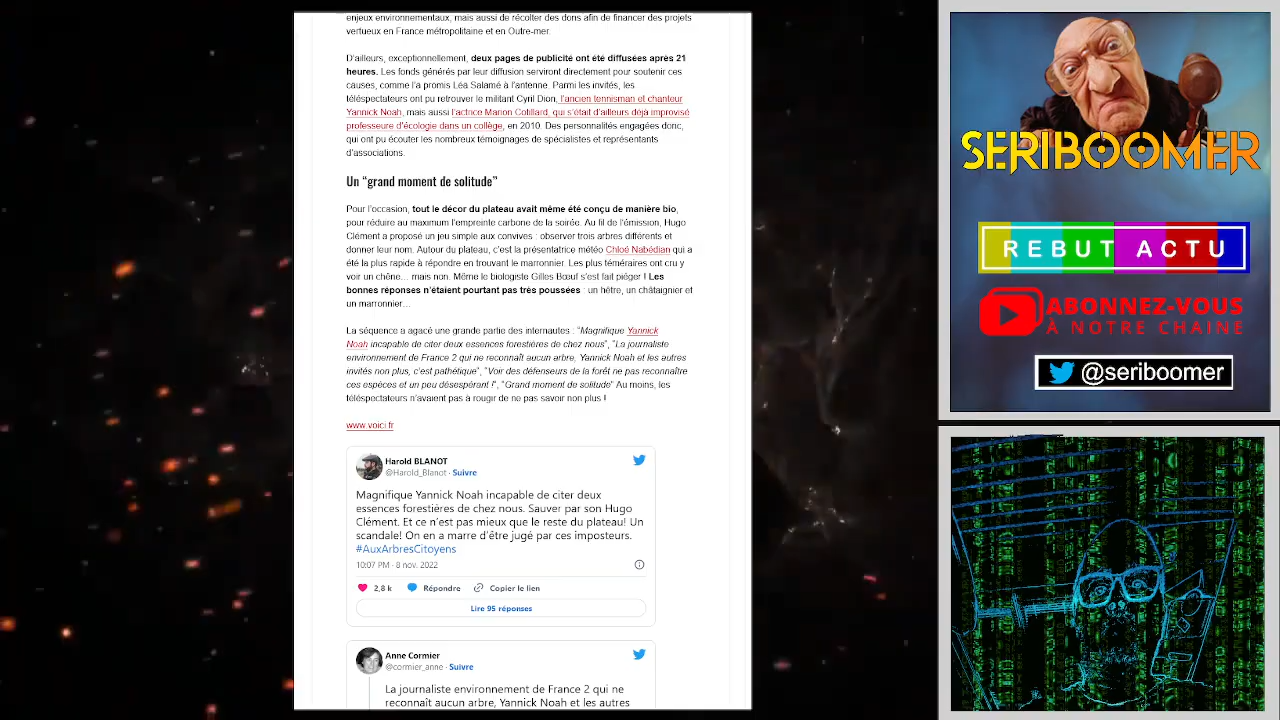 enjeux environnementaux, mais aussi de récolter des dons afin de financer des projets
vertueux en France métropolitaine et en Outre-mer.
D'ailleurs, exceptionnellement, deux pages de publicité ont été diffusées après 21
heures. Les fonds générés par leur diffusion serviront directement pour soutenir ces
causes, comme l'a promis Léa Salamé à l'antenne. Parmi les invités, les
téléspectateurs ont pu retrouver le militant Cyril Dion, l'ancien tennisman et chanteur
Yannick Noah, mais aussi l'actrice Marion Cotillard, qui s'était d'ailleurs déjà improvisé
professeure d'écologie dans un collège, en 2010. Des personnalités engagées donc,
qui ont pu écouter les nombreux témoignages de spécialistes et représentants
d'associations.
Un “grand moment de solitude”
Pour l'occasion, tout le décor du plateau avait même été conçu de manière bio,
pour réduire au maximum l'empreinte carbone de la soirée. Au fil de l'émission, Hugo
Clément a proposé un jeu simple aux convives : observer trois arbres différents et
donner leur nom. Autour du plateau, c'est la présentatrice météo Chloé Nabédian qui a
été la plus rapide à répondre en trouvant le marronnier. Les plus téméraires ont cru y
voir un chêne… mais non. Même le biologiste Gilles Bœuf s'est fait piéger ! Les
bonnes réponses n'étaient pourtant pas très poussées : un hêtre, un châtaignier et
un marronnier…
La séquence a agacé une grande partie des internautes : "Magnifique Yannick
Noah incapable de citer deux essences forestières de chez nous", "La journaliste
environnement de France 2 qui ne reconnaît aucun arbre, Yannick Noah et les autres
invités non plus, c'est pathétique", "Voir des défenseurs de la forêt ne pas reconnaître
ces espèces et un peu désespérant !", "Grand moment de solitude" Au moins, les
téléspectateurs n'avaient pas à rougir de ne pas savoir non plus !
www.voici.fr
Harold BLANOT
@Harold_Blanot · Suivre
Magnifique Yannick Noah incapable de citer deux
essences forestières de chez nous. Sauver par son Hugo
Clément. Et ce n'est pas mieux que le reste du plateau! Un
scandale! On en a marre d'être jugé par ces imposteurs.
#AuxArbresCitoyens
10:07 PM · 8 nov. 2022
2,8 k Répondre Copier le lien
Lire 95 réponses
Anne Cormier
@cormier_anne · Suivre
La journaliste environnement de France 2 qui ne
reconnaît aucun arbre, Yannick Noah et les autres
SERIBOOMER
REBUT ACTU
ABONNEZ-VOUS
À NOTRE CHAINE
@seriboomer